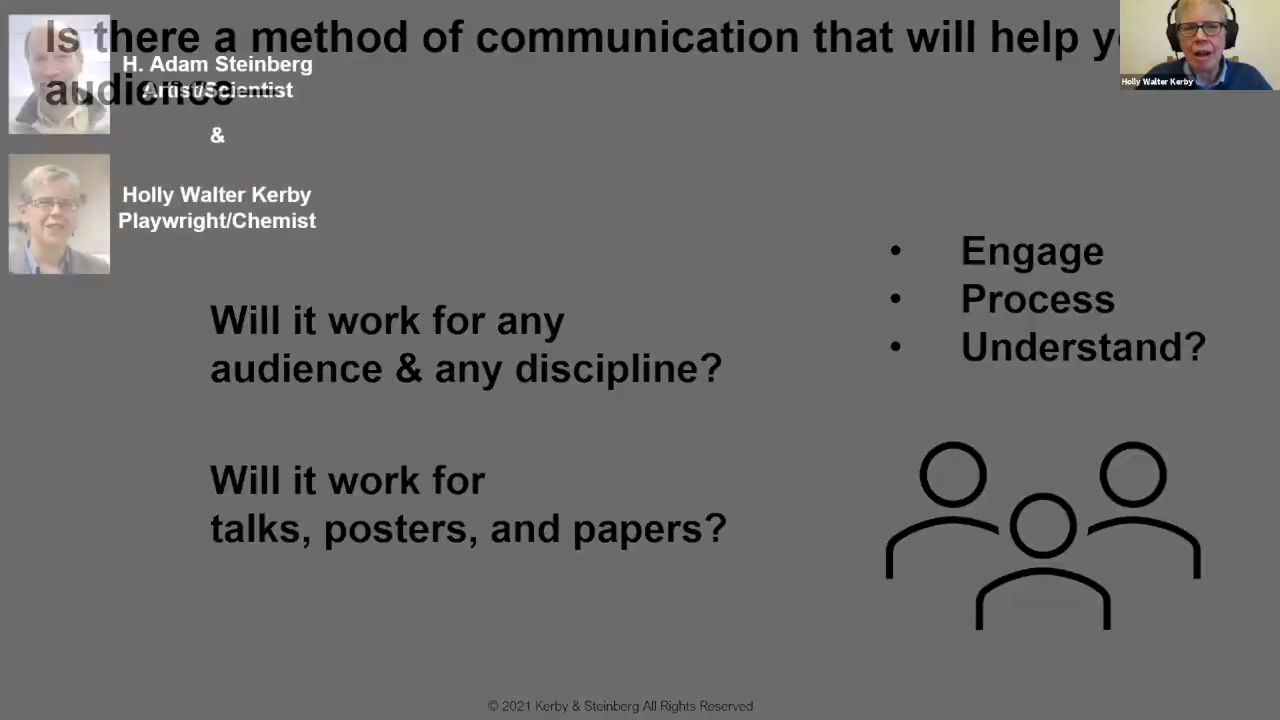 Is there a method of communication that will help
audience
H. Adam Steinberg
Artist/Scientist
&
Holly Walter Kerby
Playwright/Chemist
Holly Walter Kerby
• Engage
• Process
• Understand?
Will it work for any
audience & any discipline?
Will it work for
talks, posters, and papers?
© 2021 Kerby & Steinberg All Rights Reserved